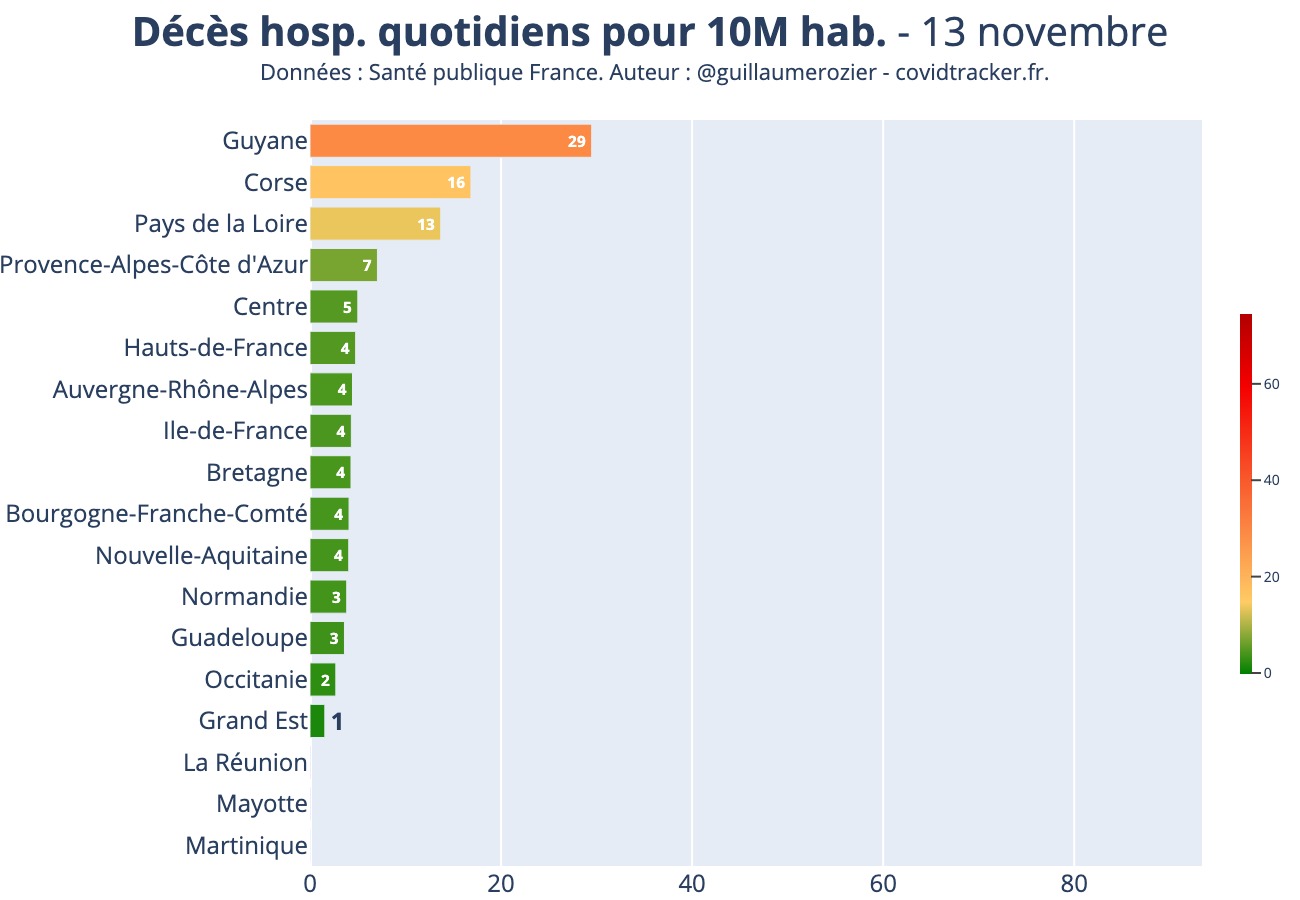 Décès hosp. quotidiens pour 10M hab. - 13 novembre
Données : Santé publique France. Auteur : @guillaumerozier - covidtracker.fr.
Guyane 29
Corse 16
Pays de la Loire 13
Provence-Alpes-Côte d'Azur 7
Centre 5
Hauts-de-France 4
Auvergne-Rhône-Alpes 4
Ile-de-France 4
Bretagne 4
Bourgogne-Franche-Comté 4
Nouvelle-Aquitaine 4
Normandie 3
Guadeloupe 3
Occitanie 2
Grand Est 1
La Réunion
Mayotte
Martinique
0 20 40 60 80
60
40
20
0